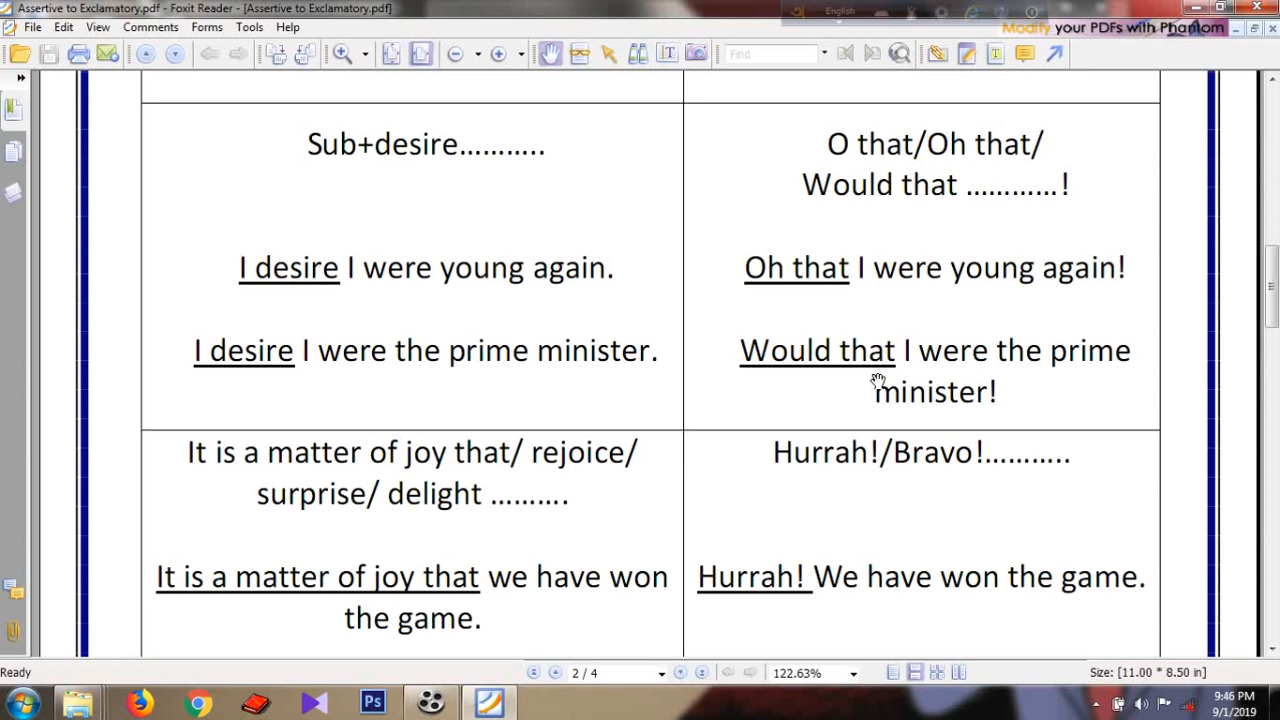 Assertive to Exclamatory.pdf - Foxit Reader - [Assertive to Exclamatory.pdf]
English
File Edit View Comments Forms Tools Help
Modify your PDFs with Phantom
Find
Sub+desire………..
O that/Oh that/
Would that …………!
I desire I were young again.
Oh that I were young again!
I desire I were the prime minister.
Would that I were the prime
minister!
It is a matter of joy that/ rejoice/
surprise/ delight ……….
Hurrah!/Bravo!………..
It is a matter of joy that we have won
the game.
Hurrah! We have won the game.
Ready
2 / 4
122.63%
Size: [11.00 * 8.50 in]
Ps
9:46 PM
9/1/2019